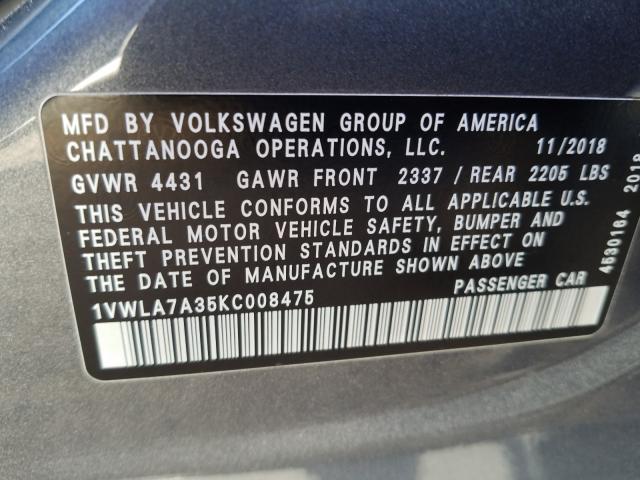 MFD BY VOLKSWAGEN GROUP OF AMERICA
CHATTANOOGA OPERATIONS, LLC. 11/2018
GVWR 4431 GAWR FRONT 2337 / REAR 2205 LBS
THIS VEHICLE CONFORMS TO ALL APPLICABLE U.S.
FEDERAL MOTOR VEHICLE SAFETY, BUMPER AND
THEFT PREVENTION STANDARDS IN EFFECT ON
THE DATE OF MANUFACTURE SHOWN ABOVE
1VWLA7A35KC008475 PASSENGER CAR
4630164 2018